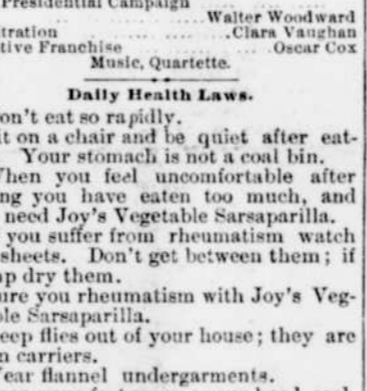 Presidential Campaign
.. .......... Walter Woodward
tration .......... Clara Vaughan
tive Franchise .......... Oscar Cox
Music, Quartette.
Daily Health Laws.
on't eat so rapidly.
it on a chair and be quiet after eat-
Your stomach is not a coal bin.
When you feel uncomfortable after
ng you have eaten too much, and
need Joy's Vegetable Sarsaparilla.
you suffer from rheumatism watch
sheets. Don't get between them; if
p dry them.
ure you rheumatism with Joy's Veg-
le Sarsaparilla.
eep flies out of your house; they are
n carriers.
Wear flannel undergarments.